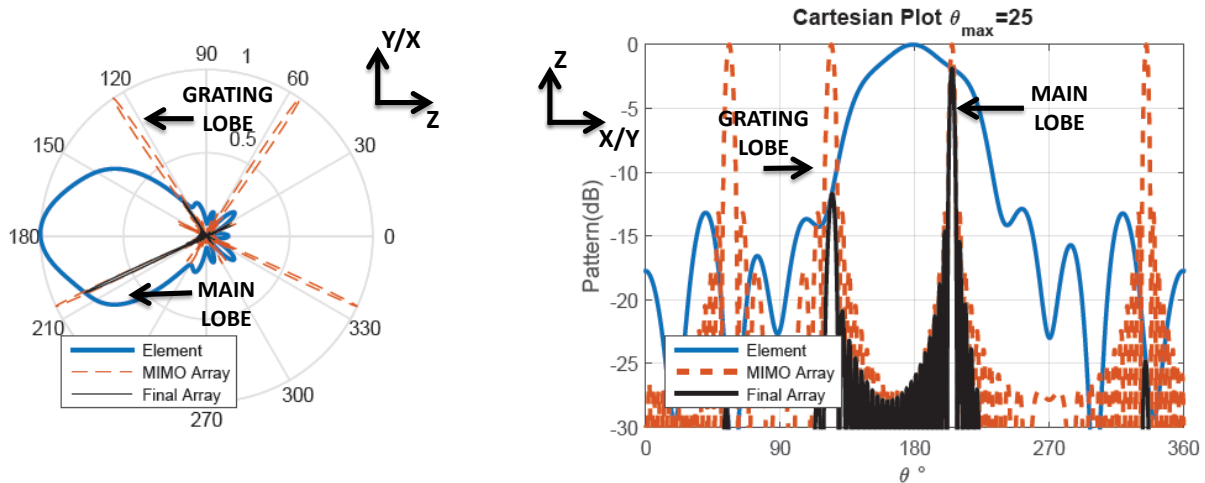 90
1
120
60
GRATING
LOBE
0.5
150
30
180
0
MAIN
LOBE
210
330
300
270
Element
MIMO Array
Final Array
Y/X
Z
Cartesian Plot θmax=25
Z
X/Y
GRATING
LOBE
MAIN
LOBE
Pattern(dB)
0
-5
-10
-15
-20
-25
-30
Element
MIMO Array
Final Array
0
90
180
270
360
θ °